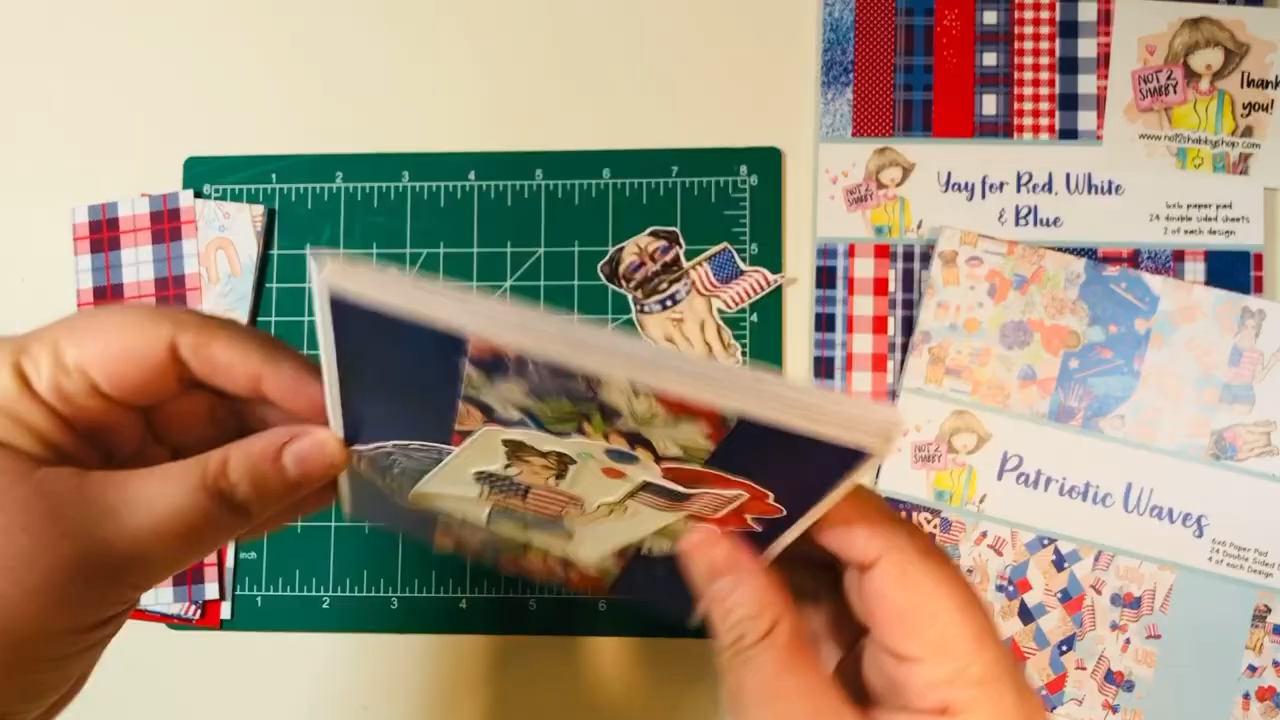 NOT 2
SHABBY
Thank
you!
www.not2shabbyshop.com
NOT 2
SHABBY
Yay for Red, White
& Blue
6x6 paper pad
24 double sided sheets
2 of each design
1 2 3 4 5 6 7 8
6
6
5
4
NOT 2
SHABBY
Patriotic Waves
6x6 Paper Pad
24 Double Sided
4 of each Design
USA
inch
1 2 3 4 5 6